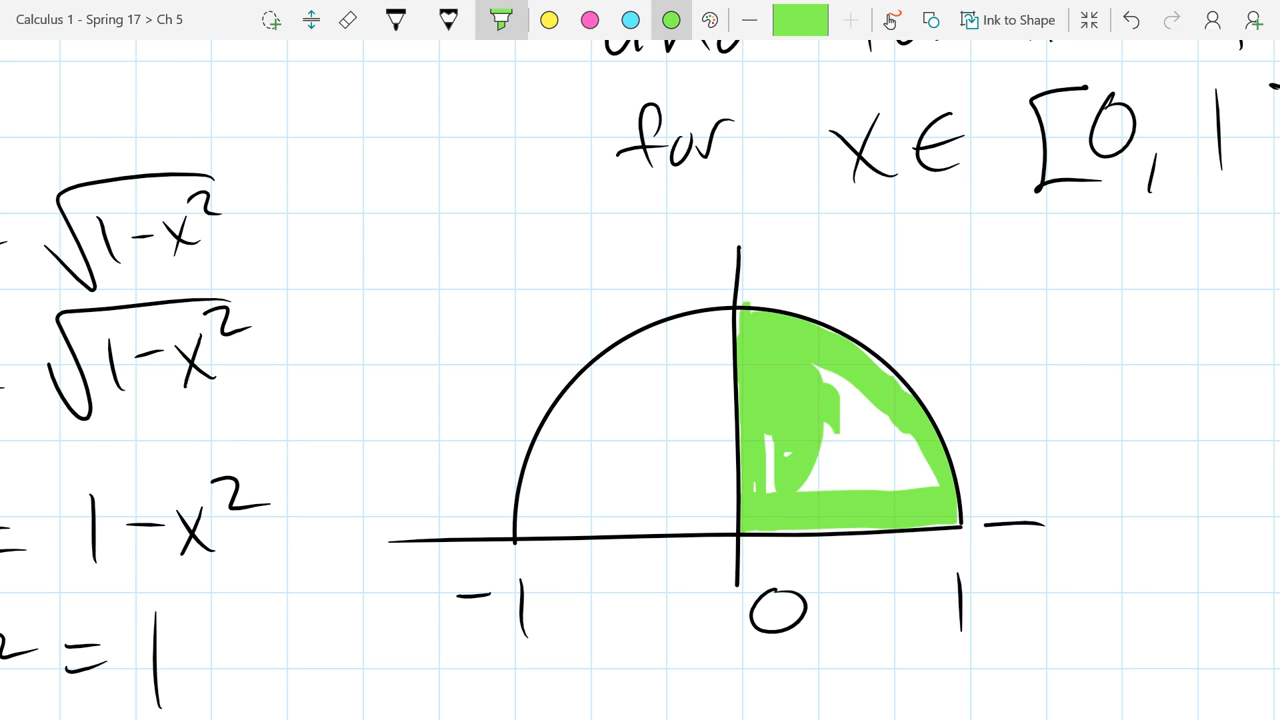 Calculus 1 - Spring 17 > Ch 5
Ink to Shape
for x ∈ [0, 1
√1-x²
√1-x²
= 1-x²
² = 1
-1 0 1